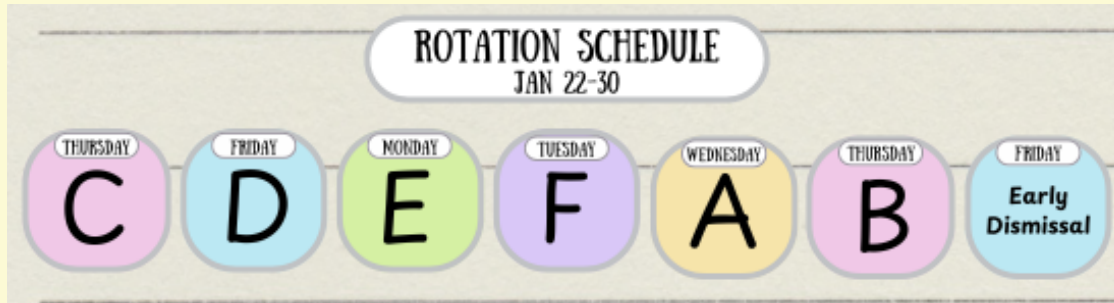 ROTATION SCHEDULE
JAN 22-30
THURSDAY
C
FRIDAY
D
MONDAY
E
TUESDAY
F
WEDNESDAY
A
THURSDAY
B
FRIDAY
Early
Dismissal